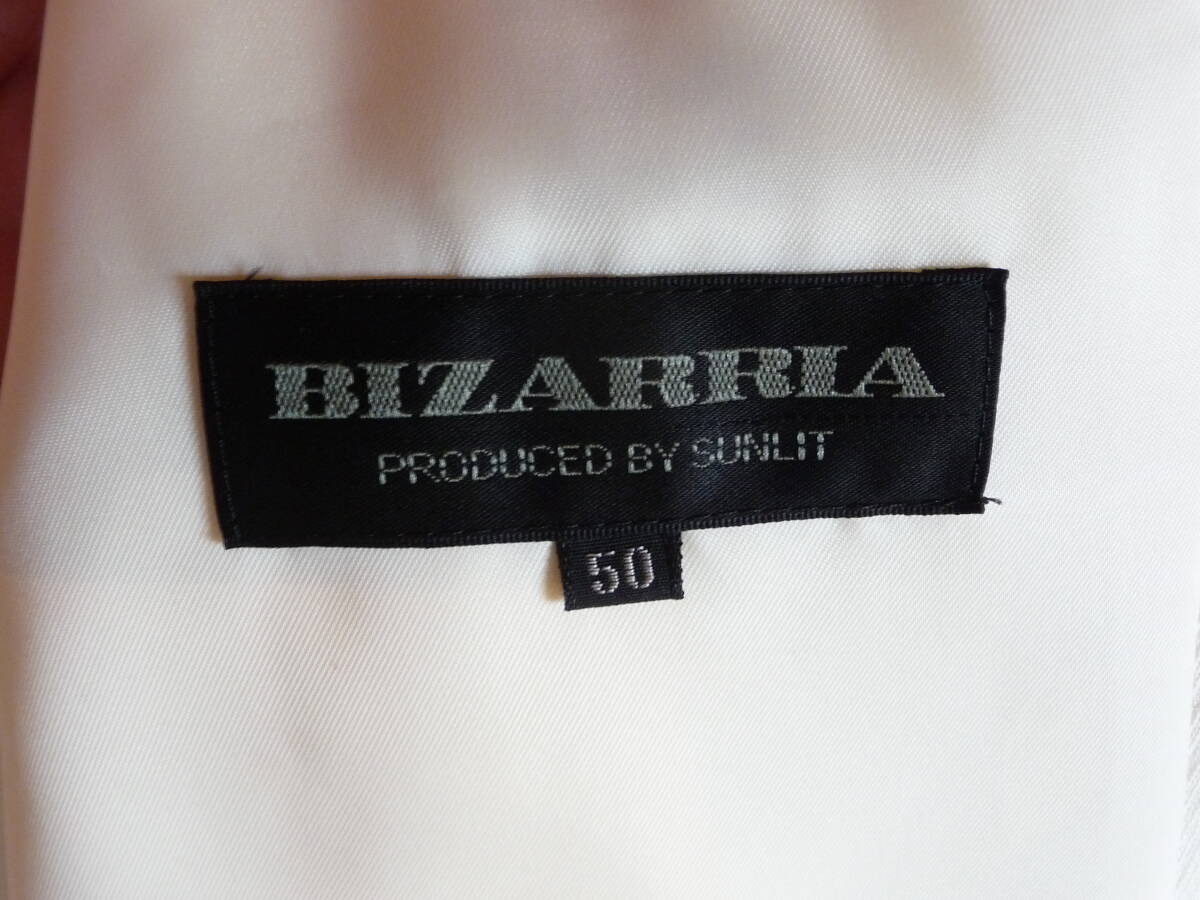 BIZARRIA
PRODUCED BY SUNLIT
50